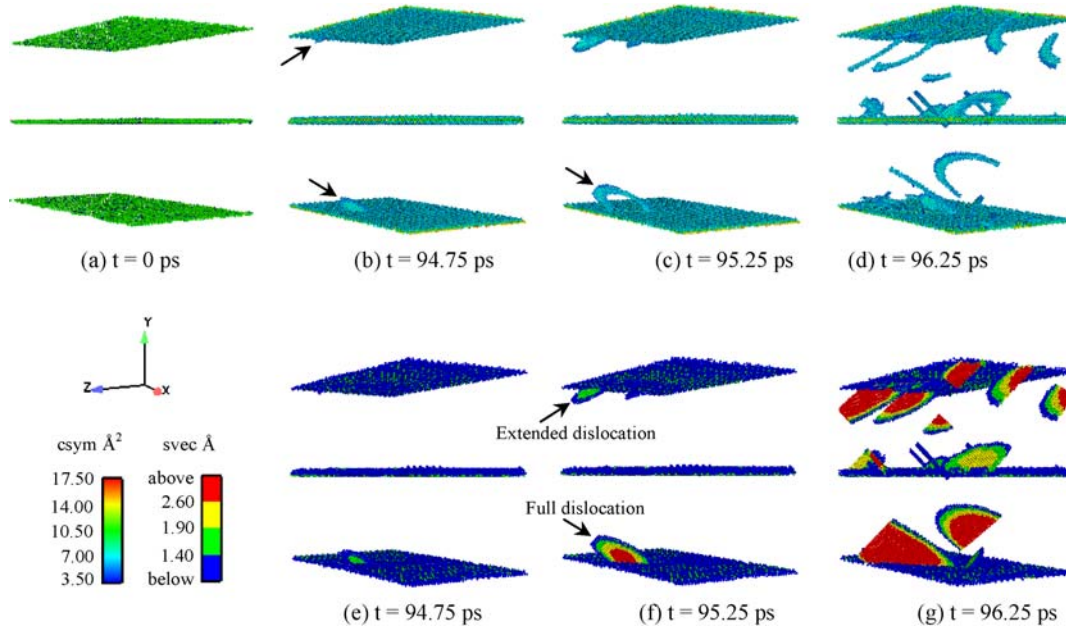 (a) t = 0 ps
(b) t = 94.75 ps
(c) t = 95.25 ps
(d) t = 96.25 ps
Y
Z
X
csym Å²
svec Å
17.50
14.00
10.50
7.00
3.50
above
2.60
1.90
1.40
below
Extended dislocation
Full dislocation
(e) t = 94.75 ps
(f) t = 95.25 ps
(g) t = 96.25 ps